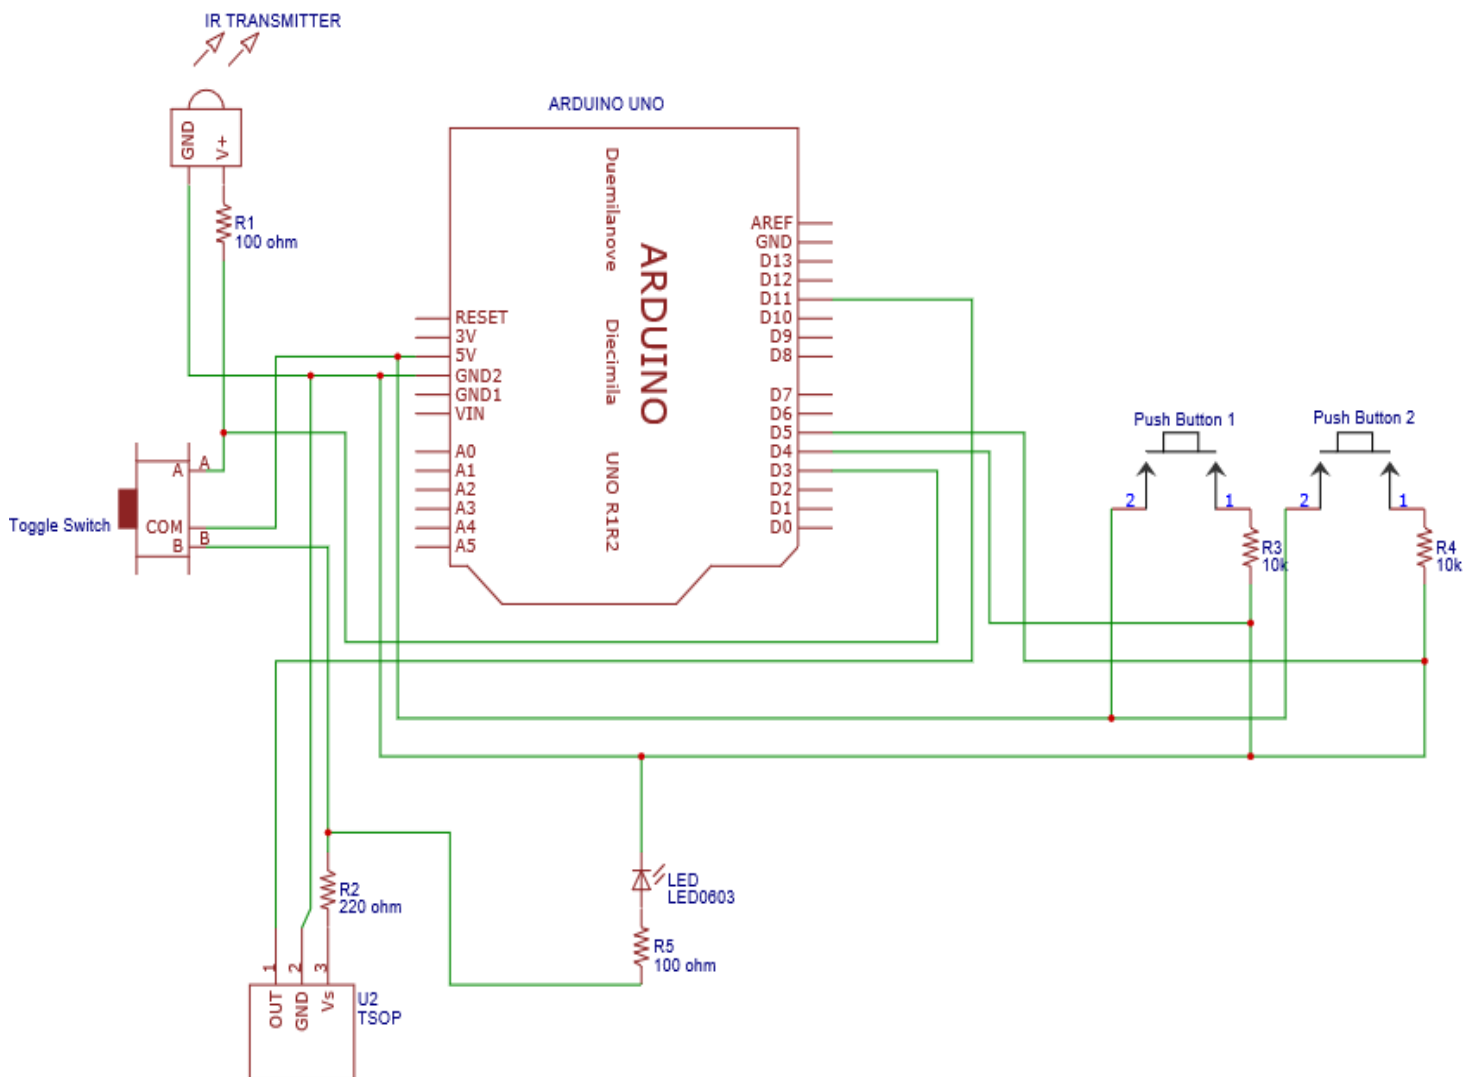 IR TRANSMITTER
GND
V+
R1
100 ohm
ARDUINO UNO
Duemilanove
Diecimila
UNO R1R2
ARDUINO
RESET
3V
5V
GND2
GND1
VIN
A0
A1
A2
A3
A4
A5
AREF
GND
D13
D12
D11
D10
D9
D8
D7
D6
D5
D4
D3
D2
D1
D0
Toggle Switch
A A
COM
B B
Push Button 1
2 1
R3
10k
Push Button 2
2 1
R4
10k
R2
220 ohm
LED
LED0603
R5
100 ohm
1 2 3
OUT
GND
Vs
U2
TSOP